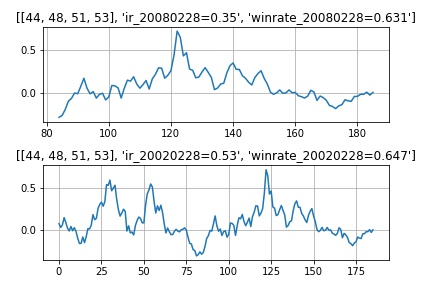 [[44, 48, 51, 53], 'ir_20080228=0.35', 'winrate_20080228=0.631']
0.5
0.0
80 100 120 140 160 180
[[44, 48, 51, 53], 'ir_20020228=0.53', 'winrate_20020228=0.647']
0.5
0.0
0 25 50 75 100 125 150 175